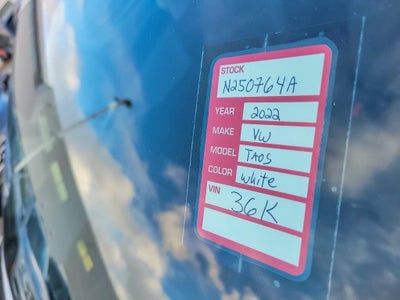 STOCK
N250764A
YEAR 2022
MAKE VW
MODEL TAOS
COLOR White
VIN
36K